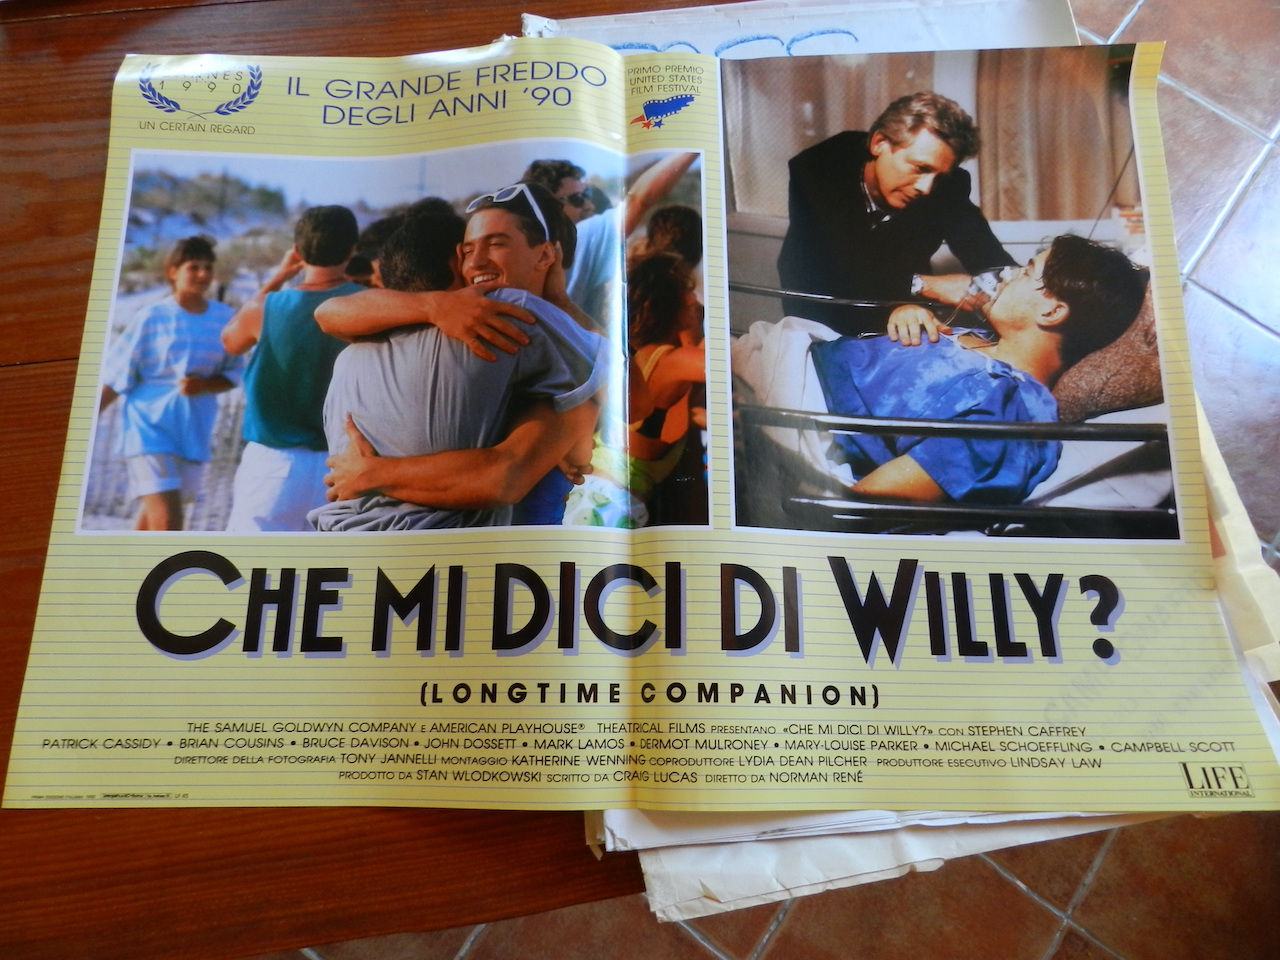 CANNES
1990
UN CERTAIN REGARD
IL GRANDE FREDDO
DEGLI ANNI '90
PRIMO PREMIO
UNITED STATES
FILM FESTIVAL
CHE MI DICI DI WILLY?
(LONGTIME COMPANION)
THE SAMUEL GOLDWYN COMPANY E AMERICAN PLAYHOUSE® THEATRICAL FILMS PRESENTANO «CHE MI DICI DI WILLY?» CON STEPHEN CAFFREY
PATRICK CASSIDY • BRIAN COUSINS • BRUCE DAVISON • JOHN DOSSETT • MARK LAMOS • DERMOT MULRONEY • MARY-LOUISE PARKER • MICHAEL SCHOEFFLING • CAMPBELL SCOTT
DIRETTORE DELLA FOTOGRAFIA TONY JANNELLI MONTAGGIO KATHERINE WENNING COPRODUTTORE LYDIA DEAN PILCHER PRODUTTORE ESECUTIVO LINDSAY LAW
PRODOTTO DA STAN WLODKOWSKI SCRITTO DA CRAIG LUCAS DIRETTO DA NORMAN RENÉ
LIFE
INTERNATIONAL